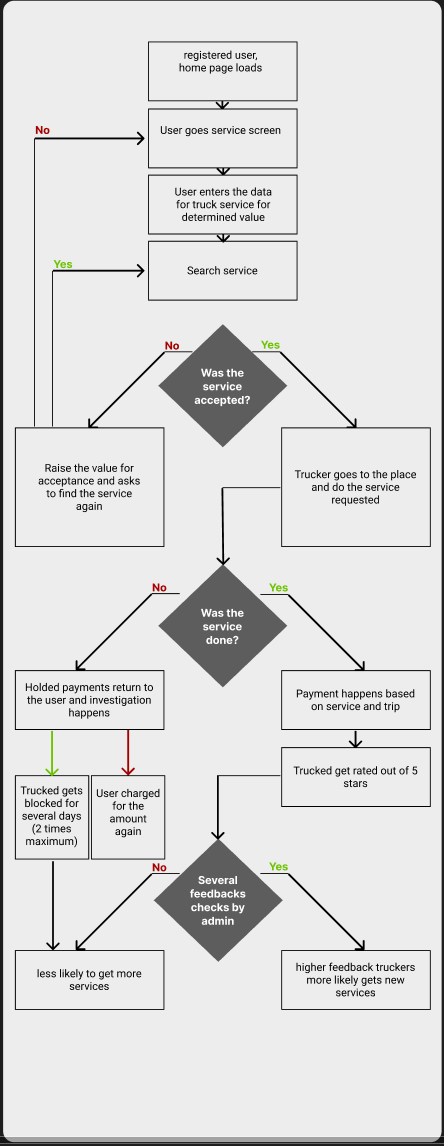 registered user,
home page loads
No
User goes service screen
User enters the data
for truck service for
determined value
Yes
Search service
No
Yes
Was the
service
accepted?
Raise the value for
acceptance and asks
to find the service
again
Trucker goes to the place
and do the service
requested
No
Yes
Was the
service
done?
Holded payments return to
the user and investigation
happens
Payment happens based
on service and trip
Trucked get rated out of 5
stars
Trucked gets
blocked for
several days
(2 times
maximum)
User charged
for the
amount
again
No
Yes
Several
feedbacks
checks by
admin
less likely to get more
services
higher feedback truckers
more likely gets new
services